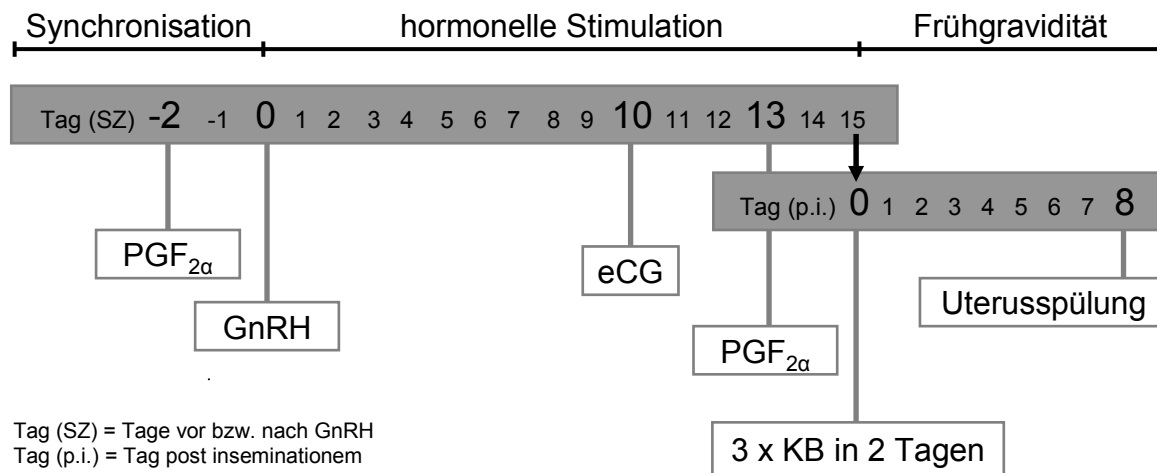 Synchronisation hormonelle Stimulation Frühgravidität
Tag (SZ) -2 -1 0 1 2 3 4 5 6 7 8 9 10 11 12 13 14 15
Tag (p.i.) 0 1 2 3 4 5 6 7 8
PGF2α
eCG
Uterusspülung
GnRH
PGF2α
3 x KB in 2 Tagen
Tag (SZ) = Tage vor bzw. nach GnRH
Tag (p.i.) = Tag post inseminationem